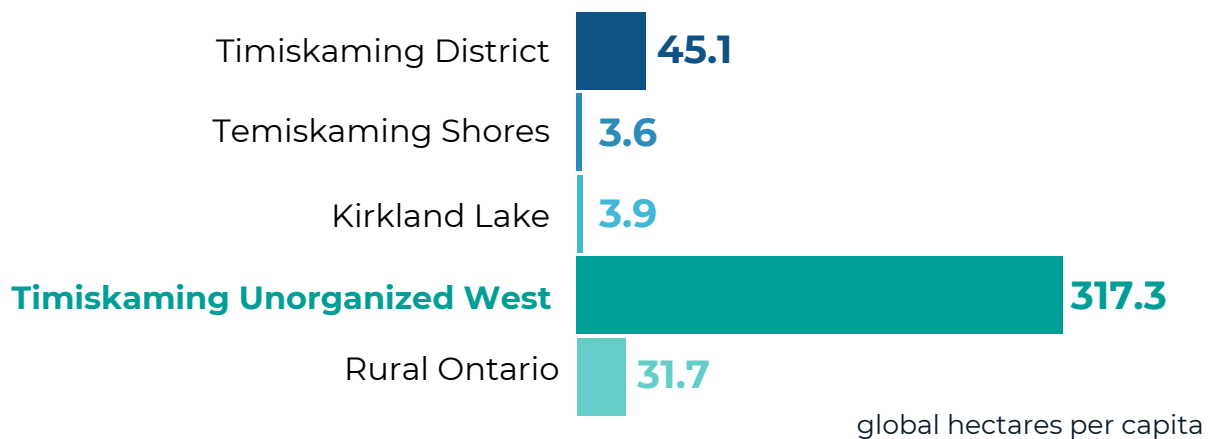 Timiskaming District 45.1
Temiskaming Shores 3.6
Kirkland Lake 3.9
Timiskaming Unorganized West 317.3
Rural Ontario 31.7
global hectares per capita